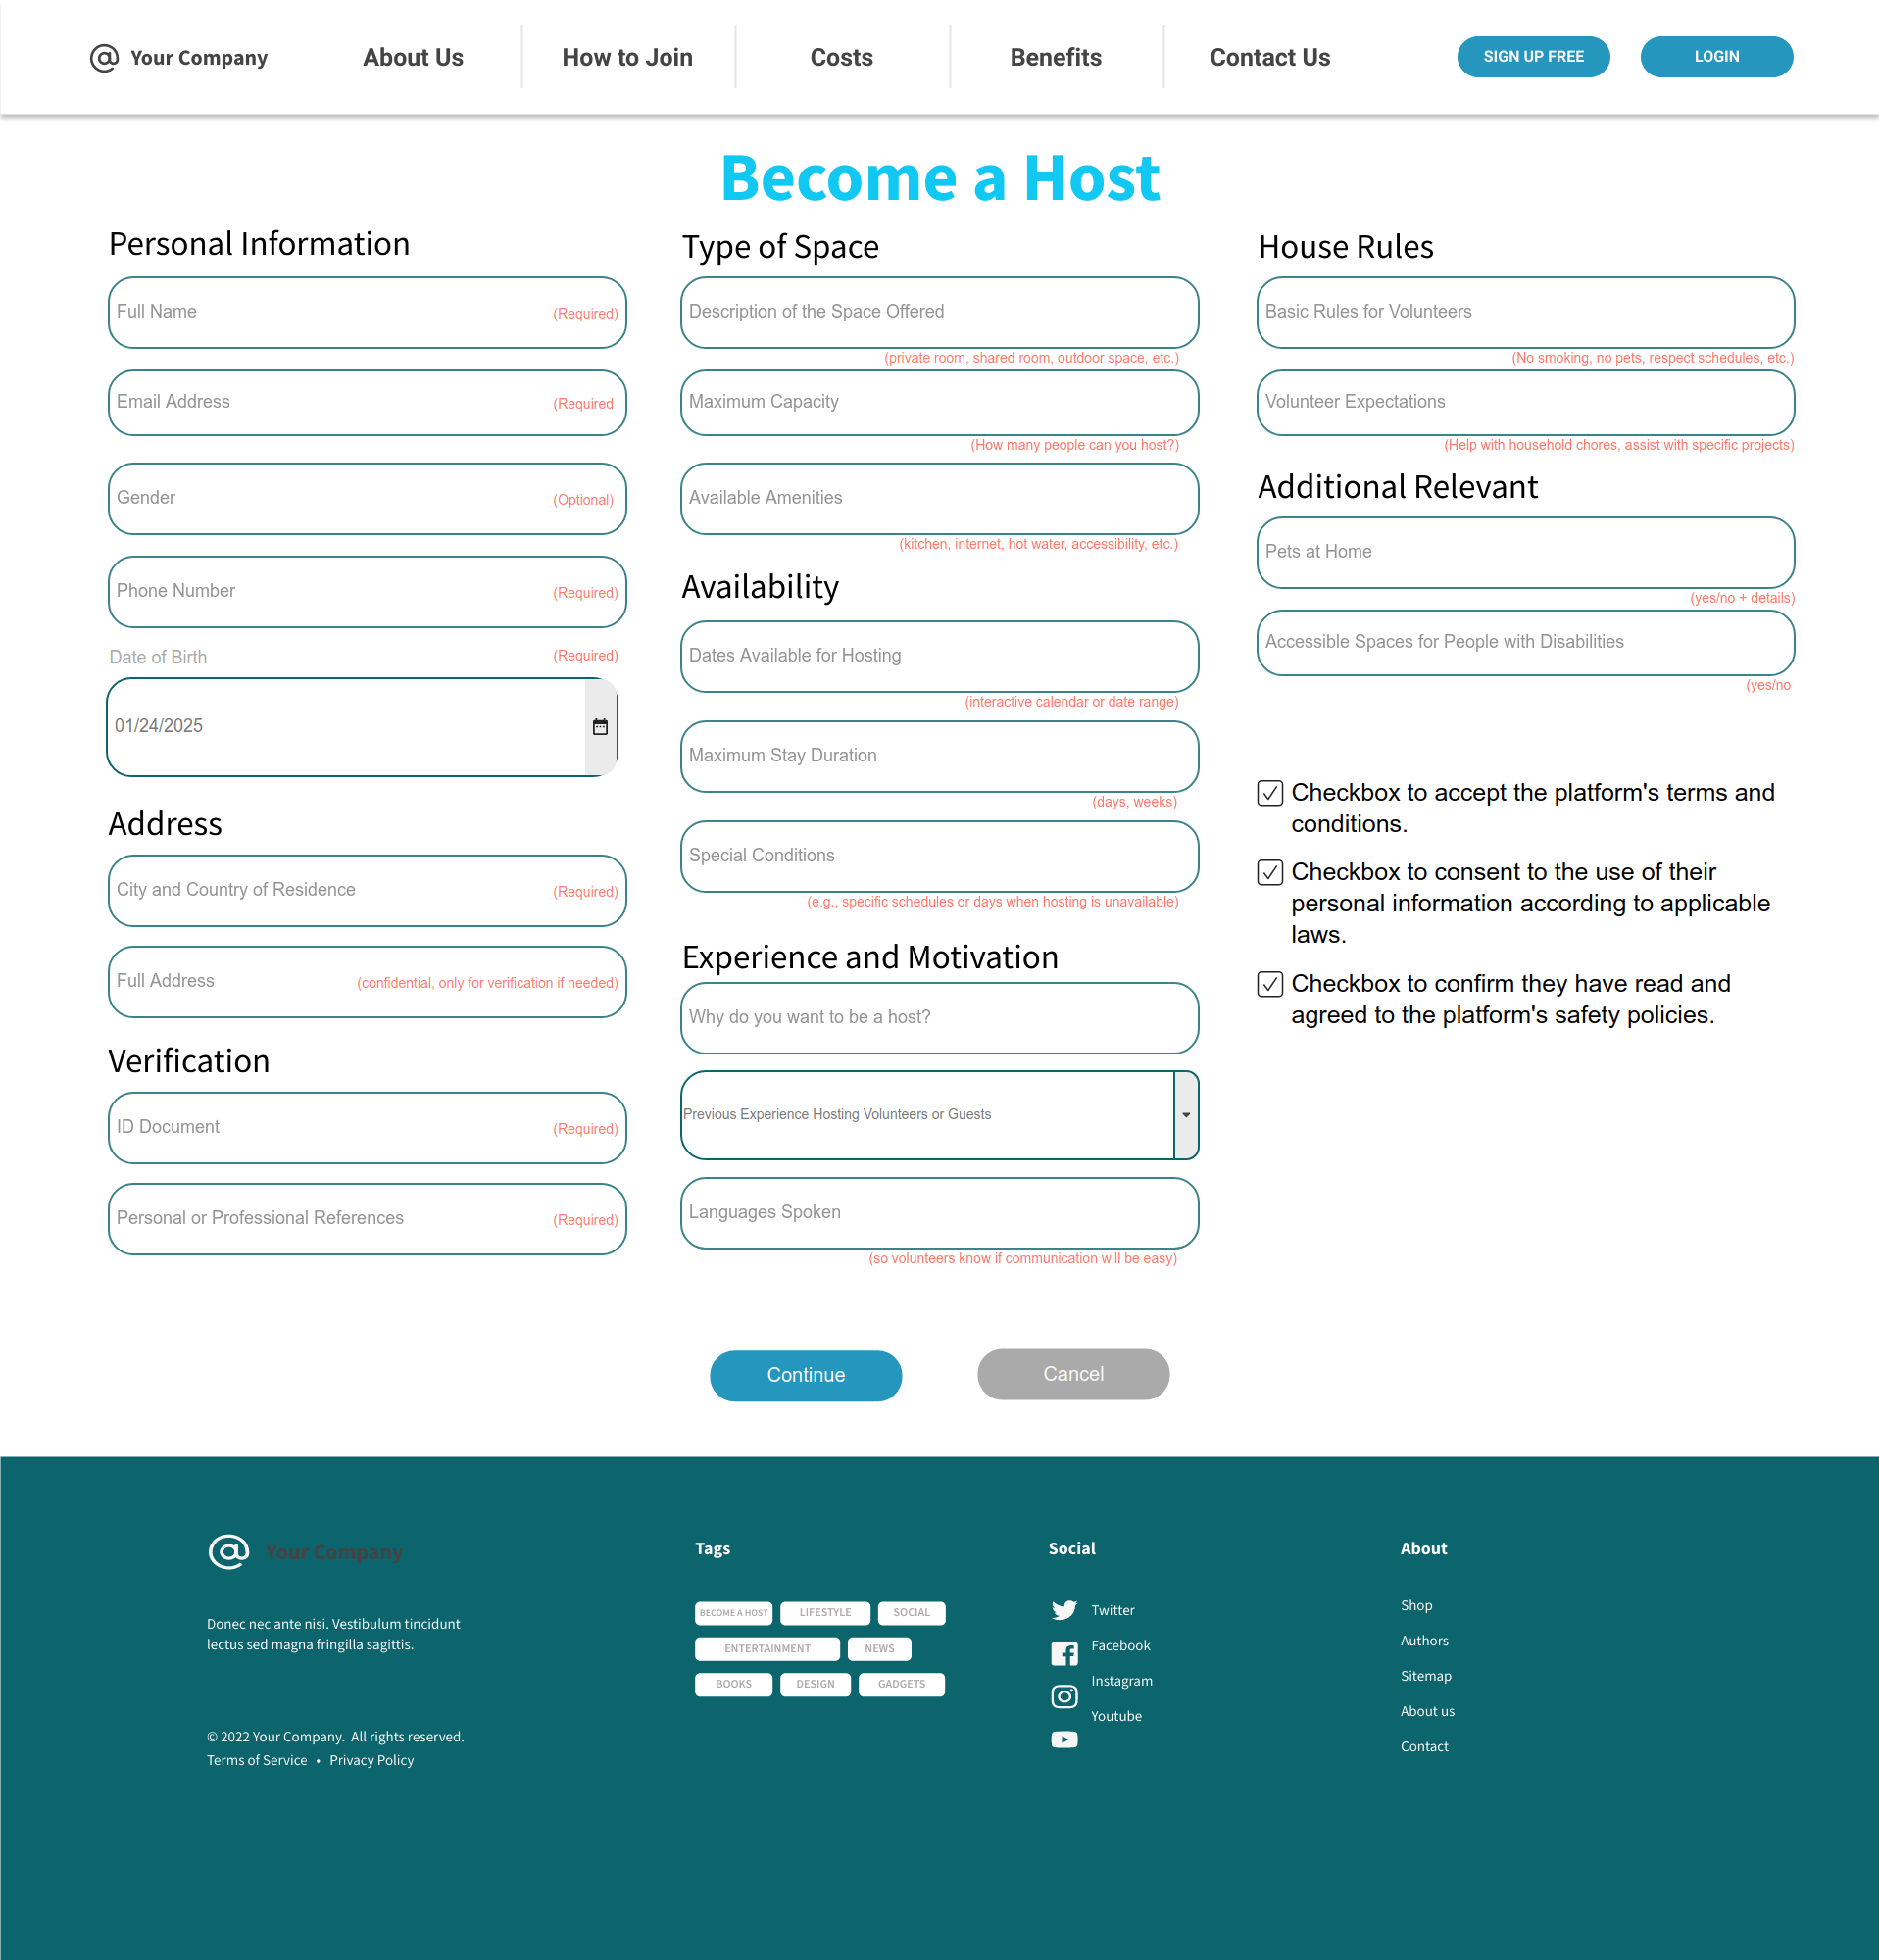 @ Your Company
About Us
How to Join
Costs
Benefits
Contact Us
SIGN UP FREE
LOGIN
Become a Host
Personal Information
Full Name (Required)
Email Address (Required
Gender (Optional)
Phone Number (Required)
Date of Birth (Required)
01/24/2025
Address
City and Country of Residence (Required)
Full Address (confidential, only for verification if needed)
Verification
ID Document (Required)
Personal or Professional References (Required)
Type of Space
Description of the Space Offered
(private room, shared room, outdoor space, etc.)
Maximum Capacity
(How many people can you host?)
Available Amenities
(kitchen, internet, hot water, accessibility, etc.)
Availability
Dates Available for Hosting
(interactive calendar or date range)
Maximum Stay Duration
(days, weeks)
Special Conditions
(e.g., specific schedules or days when hosting is unavailable)
Experience and Motivation
Why do you want to be a host?
Previous Experience Hosting Volunteers or Guests
Languages Spoken
(so volunteers know if communication will be easy)
House Rules
Basic Rules for Volunteers
(No smoking, no pets, respect schedules, etc.)
Volunteer Expectations
(Help with household chores, assist with specific projects)
Additional Relevant
Pets at Home
(yes/no + details)
Accessible Spaces for People with Disabilities
(yes/no
Checkbox to accept the platform's terms and
conditions.
Checkbox to consent to the use of their
personal information according to applicable
laws.
Checkbox to confirm they have read and
agreed to the platform's safety policies.
Continue
Cancel
@ Your Company
Donec nec ante nisi. Vestibulum tincidunt
lectus sed magna fringilla sagittis.
© 2022 Your Company. All rights reserved.
Terms of Service • Privacy Policy
Tags
BECOME A HOST
LIFESTYLE
SOCIAL
ENTERTAINMENT
NEWS
BOOKS
DESIGN
GADGETS
Social
Twitter
Facebook
Instagram
Youtube
About
Shop
Authors
Sitemap
About us
Contact